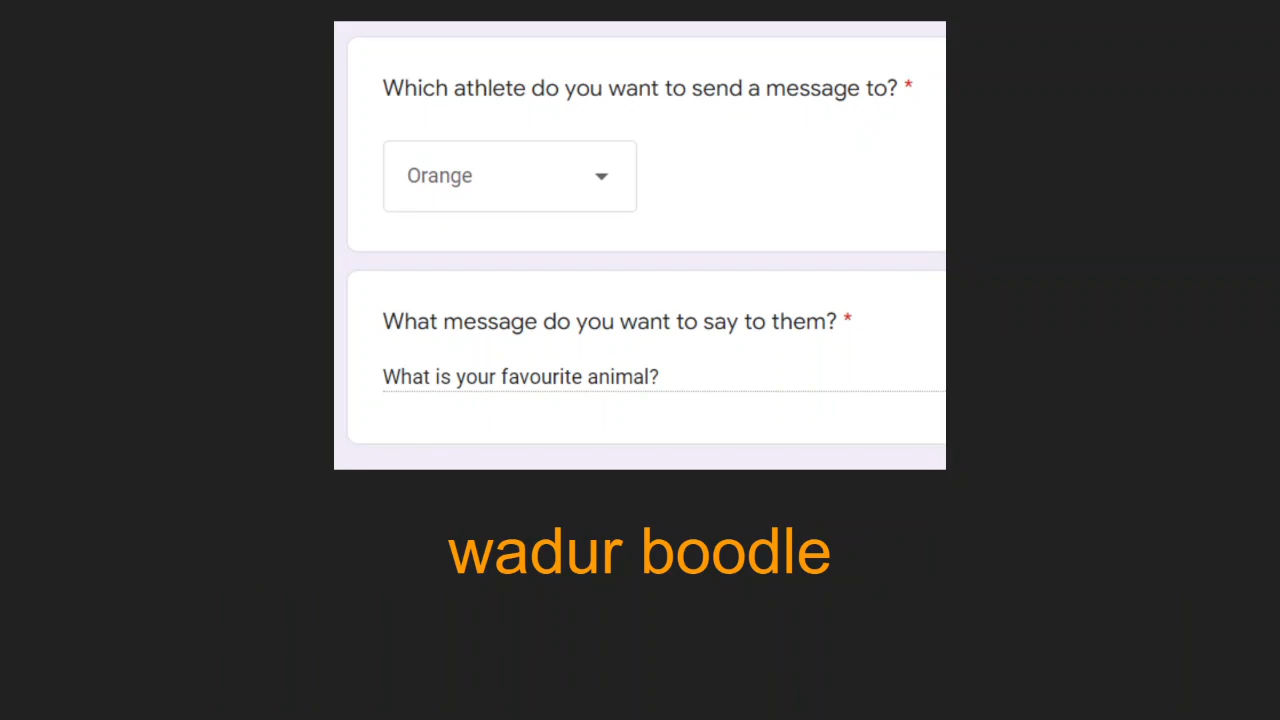 Which athlete do you want to send a message to? *
Orange
What message do you want to say to them? *
What is your favourite animal?
wadur boodle